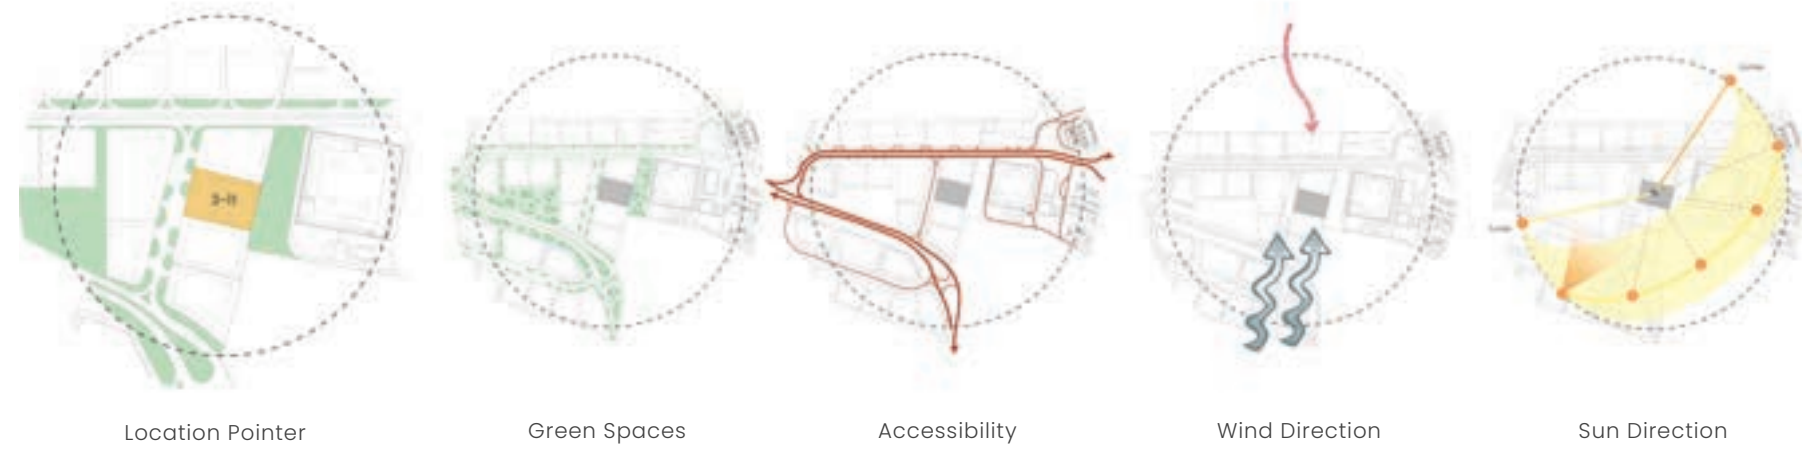 Location Pointer
Green Spaces
Accessibility
Wind Direction
Sun Direction